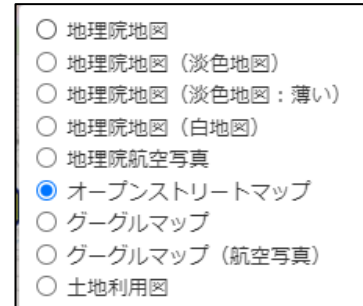 地理院地図
地理院地図（淡色地図）
地理院地図（淡色地図：薄い）
地理院地図（白地図）
地理院航空写真
オープンストリートマップ
グーグルマップ
グーグルマップ（航空写真）
土地利用図